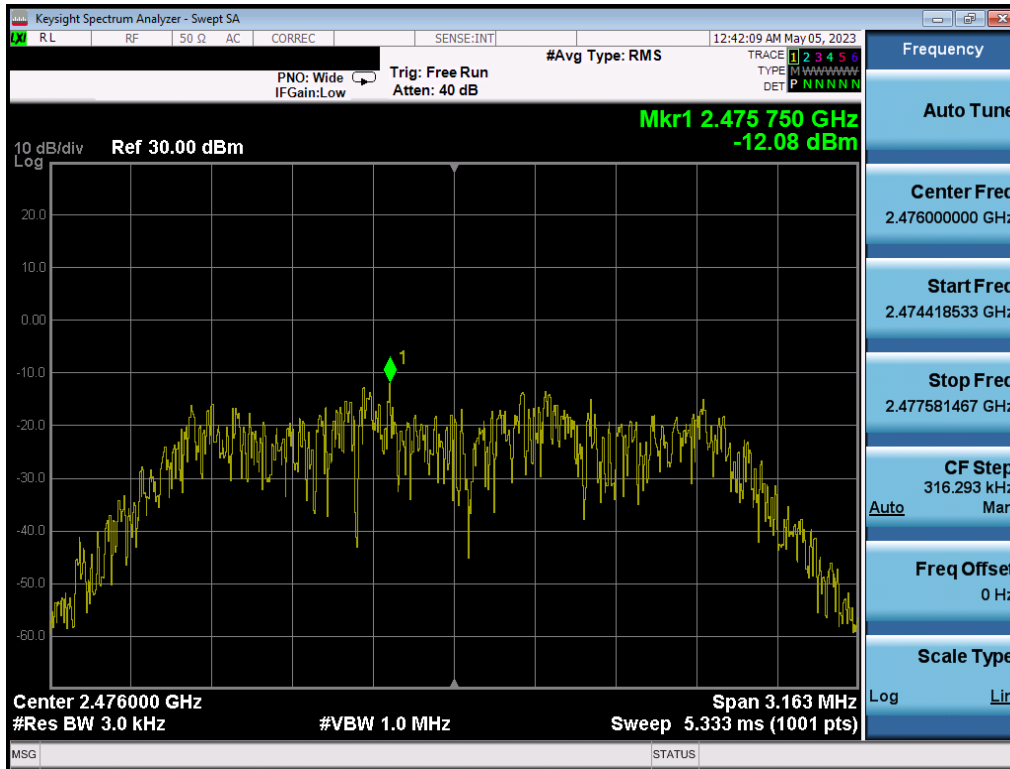 Keysight Spectrum Analyzer - Swept SA
LXI RL RF 50 Ω AC CORREC SENSE:INT 12:42:09 AM May 05, 2023
#Avg Type: RMS
TRACE 1 2 3 4 5 6
PNO: Wide Trig: Free Run
TYPE M WWWWW
IFGain:Low Atten: 40 dB
DET P N N N N N
Mkr1 2.475 750 GHz
-12.08 dBm
10 dB/div Ref 30.00 dBm
Log
20.0
10.0
0.00
-10.0
1
-20.0
-30.0
-40.0
-50.0
-60.0
Center 2.476000 GHz Span 3.163 MHz
#Res BW 3.0 kHz #VBW 1.0 MHz Sweep 5.333 ms (1001 pts)
MSG STATUS
Frequency
Auto Tune
Center Freq
2.476000000 GHz
Start Freq
2.474418533 GHz
Stop Freq
2.477581467 GHz
CF Step
316.293 kHz
Auto Man
Freq Offset
0 Hz
Scale Type
Log Lin